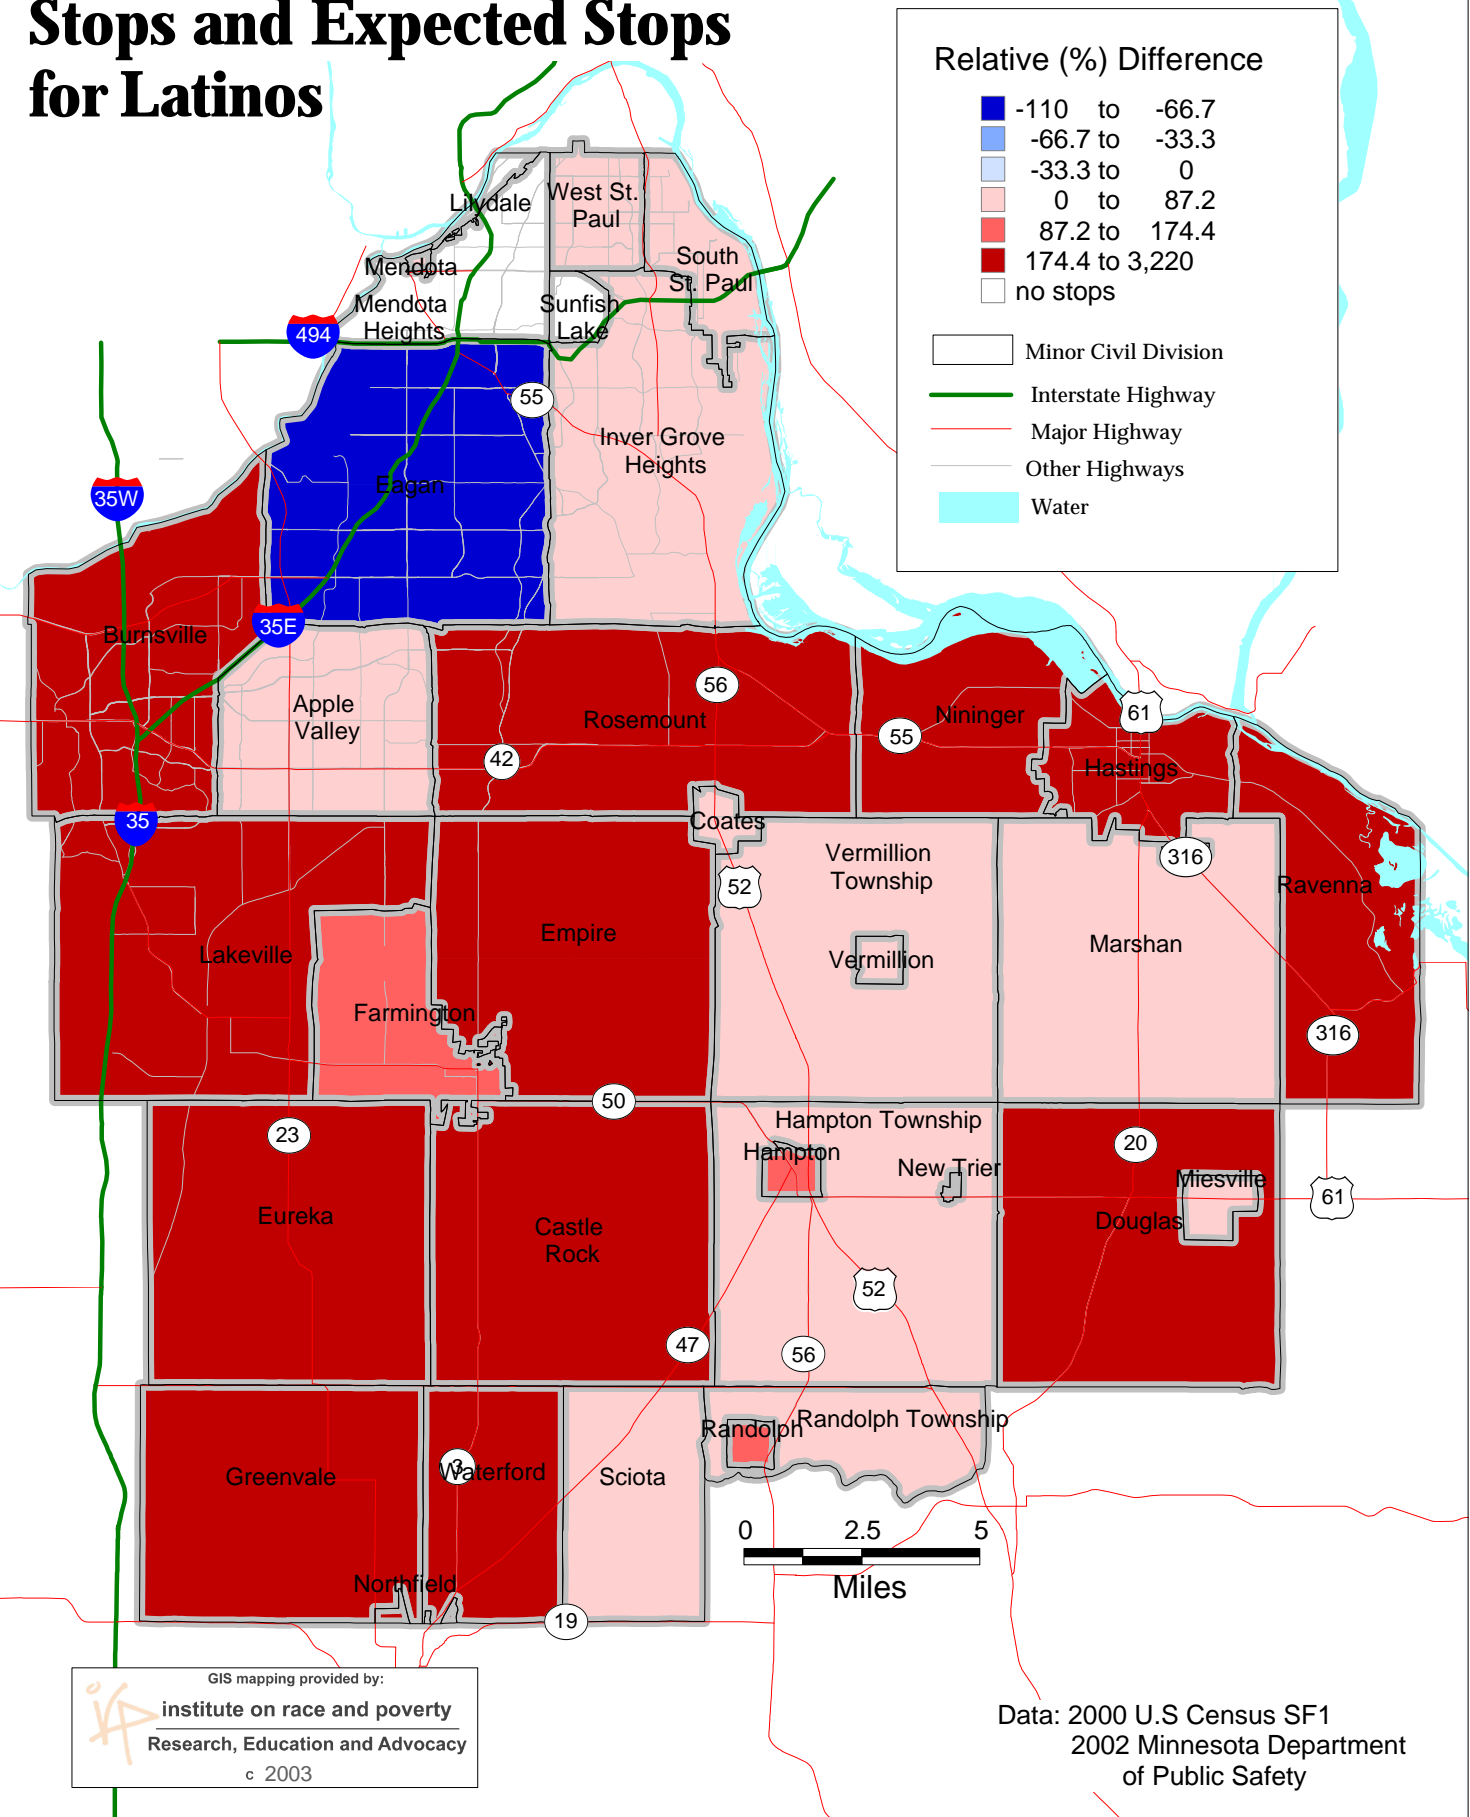 Stops and Expected Stops
for Latinos
Relative (%) Difference
-110 to -66.7
-66.7 to -33.3
-33.3 to 0
0 to 87.2
87.2 to 174.4
174.4 to 3,220
no stops
Minor Civil Division
Interstate Highway
Major Highway
Other Highways
Water
Lilydale
West St.
Paul
Mendota
South
St. Paul
Mendota
Heights
Sunfish
Lake
494
55
Inver Grove
Heights
Eagan
35W
35E
Burnsville
Apple
Valley
56
Rosemount
42
55
Nininger
61
Hastings
35
Coates
316
Vermillion
Township
52
Ravenna
Lakeville
Empire
Vermillion
Marshan
Farmington
316
50
23
Hampton Township
Hampton
New Trier
20
Miesville
61
Eureka
Castle
Rock
Douglas
52
47
56
Randolph
Randolph Township
Greenvale
3
Waterford
Sciota
0 2.5 5
Miles
Northfield
19
GIS mapping provided by:
institute on race and poverty
Research, Education and Advocacy
c 2003
Data: 2000 U.S Census SF1
2002 Minnesota Department
of Public Safety